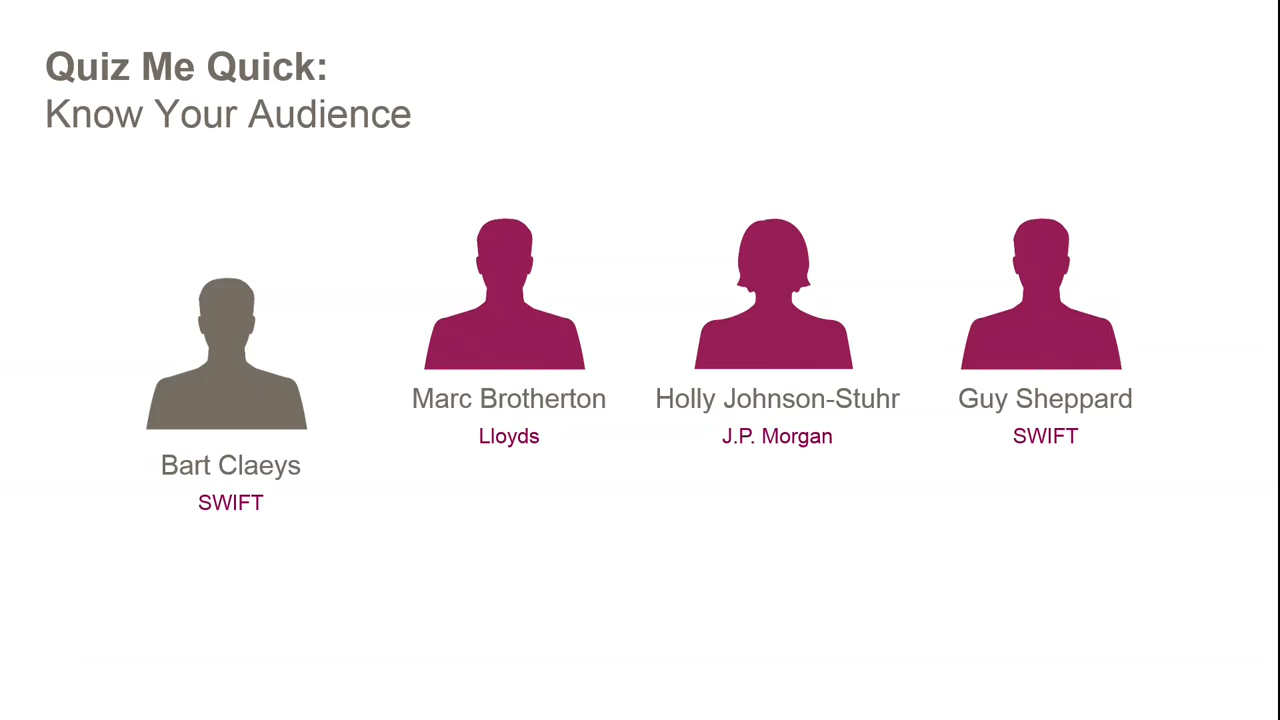 Quiz Me Quick:
Know Your Audience
Marc Brotherton
Holly Johnson-Stuhr
Guy Sheppard
Lloyds
J.P. Morgan
SWIFT
Bart Claeys
SWIFT